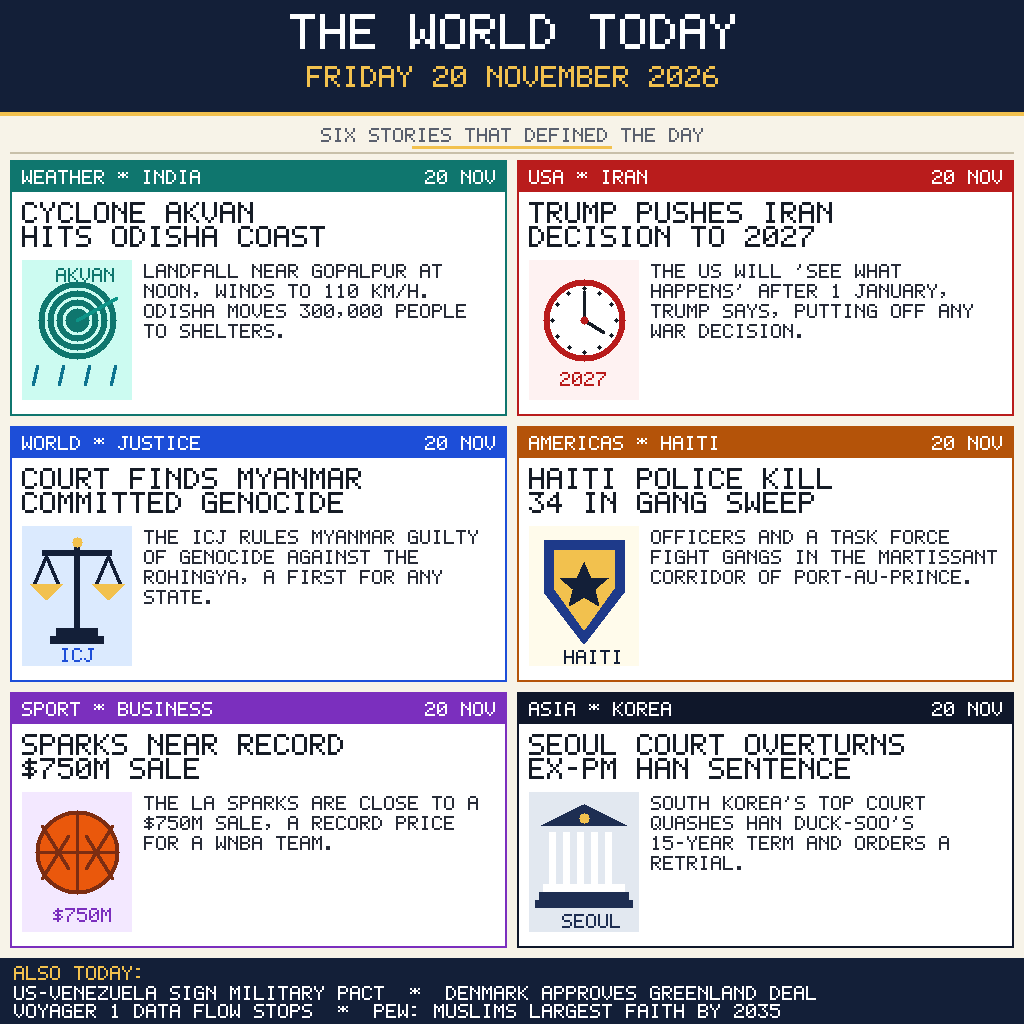 THE WORLD TODAY
FRIDAY 20 NOVEMBER 2026
SIX STORIES THAT DEFINED THE DAY
WEATHER * INDIA 20 NOV
CYCLONE AKVAN
HITS ODISHA COAST
AKVAN
LANDFALL NEAR GOPALPUR AT
NOON, WINDS TO 110 KM/H.
ODISHA MOVES 300,000 PEOPLE
TO SHELTERS.
USA * IRAN 20 NOV
TRUMP PUSHES IRAN
DECISION TO 2027
THE US WILL 'SEE WHAT
HAPPENS' AFTER 1 JANUARY,
TRUMP SAYS, PUTTING OFF ANY
WAR DECISION.
2027
WORLD * JUSTICE 20 NOV
COURT FINDS MYANMAR
COMMITTED GENOCIDE
THE ICJ RULES MYANMAR GUILTY
OF GENOCIDE AGAINST THE
ROHINGYA, A FIRST FOR ANY
STATE.
ICJ
AMERICAS * HAITI 20 NOV
HAITI POLICE KILL
34 IN GANG SWEEP
OFFICERS AND A TASK FORCE
FIGHT GANGS IN THE MARTISSANT
CORRIDOR OF PORT-AU-PRINCE.
HAITI
SPORT * BUSINESS 20 NOV
SPARKS NEAR RECORD
$750M SALE
THE LA SPARKS ARE CLOSE TO A
$750M SALE, A RECORD PRICE
FOR A WNBA TEAM.
$750M
ASIA * KOREA 20 NOV
SEOUL COURT OVERTURNS
EX-PM HAN SENTENCE
SOUTH KOREA'S TOP COURT
QUASHES HAN DUCK-SOO'S
15-YEAR TERM AND ORDERS A
RETRIAL.
SEOUL
ALSO TODAY:
US-VENEZUELA SIGN MILITARY PACT * DENMARK APPROVES GREENLAND DEAL
VOYAGER 1 DATA FLOW STOPS * PEW: MUSLIMS LARGEST FAITH BY 2035